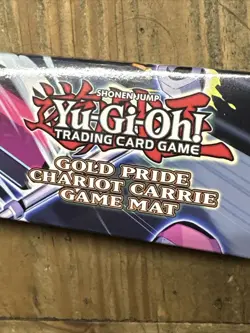 SHONEN JUMP
Yu-Gi-Oh!
TRADING CARD GAME
GOLD PRIDE
CHARIOT CARRIE
GAME MAT